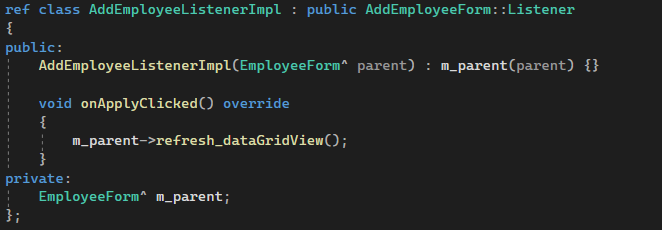 ref class AddEmployeeListenerImpl : public AddEmployeeForm::Listener
{
public:
    AddEmployeeListenerImpl(EmployeeForm^ parent) : m_parent(parent) {}

    void onApplyClicked() override
    {
        m_parent->refresh_dataGridView();
    }
private:
    EmployeeForm^ m_parent;
};